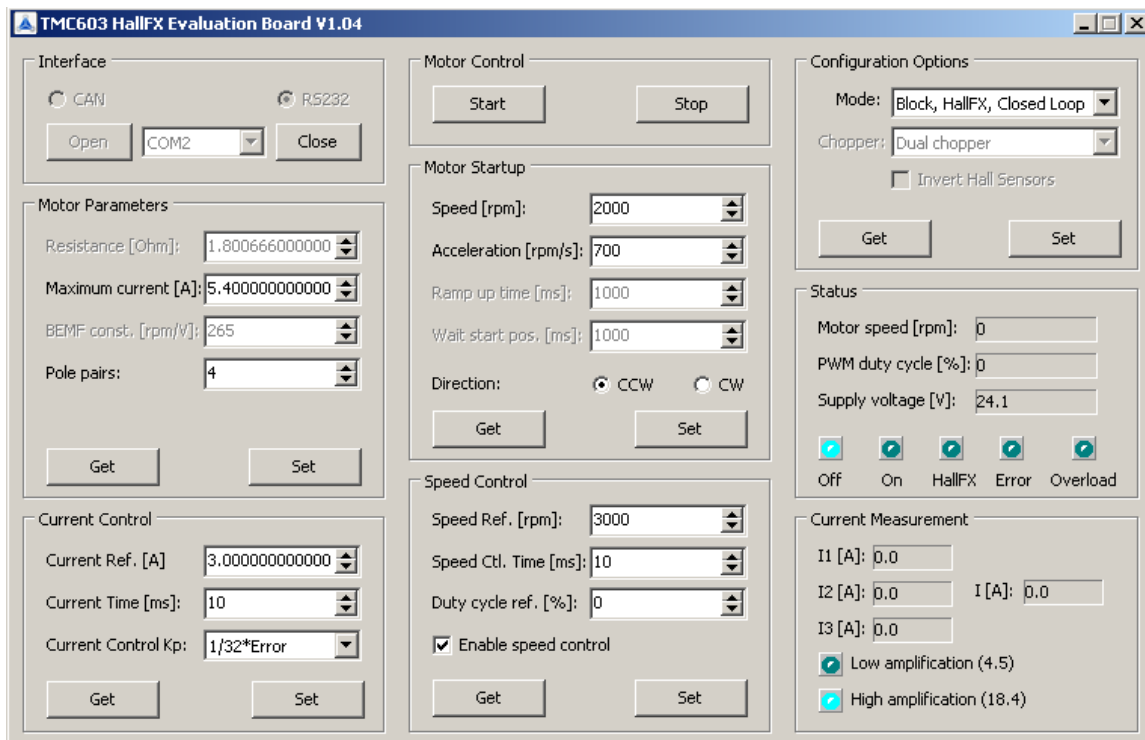 TMC603 HallFX Evaluation Board V1.04
Interface
CAN RS232
Open COM2 Close
Motor Parameters
Resistance [Ohm]: 1.800666000000
Maximum current [A]: 5.400000000000
BEMF const. [rpm/V]: 265
Pole pairs: 4
Get Set
Current Control
Current Ref. [A] 3.000000000000
Current Time [ms]: 10
Current Control Kp: 1/32*Error
Get Set
Motor Control
Start Stop
Motor Startup
Speed [rpm]: 2000
Acceleration [rpm/s]: 700
Ramp up time [ms]: 1000
Wait start pos. [ms]: 1000
Direction: CCW CW
Get Set
Speed Control
Speed Ref. [rpm]: 3000
Speed Ctl. Time [ms]: 10
Duty cycle ref. [%]: 0
Enable speed control
Get Set
Configuration Options
Mode: Block, HallFX, Closed Loop
Chopper: Dual chopper
Invert Hall Sensors
Get Set
Status
Motor speed [rpm]: 0
PWM duty cycle [%]: 0
Supply voltage [V]: 24.1
Off On HallFX Error Overload
Current Measurement
I1 [A]: 0.0
I2 [A]: 0.0 I [A]: 0.0
I3 [A]: 0.0
Low amplification (4.5)
High amplification (18.4)